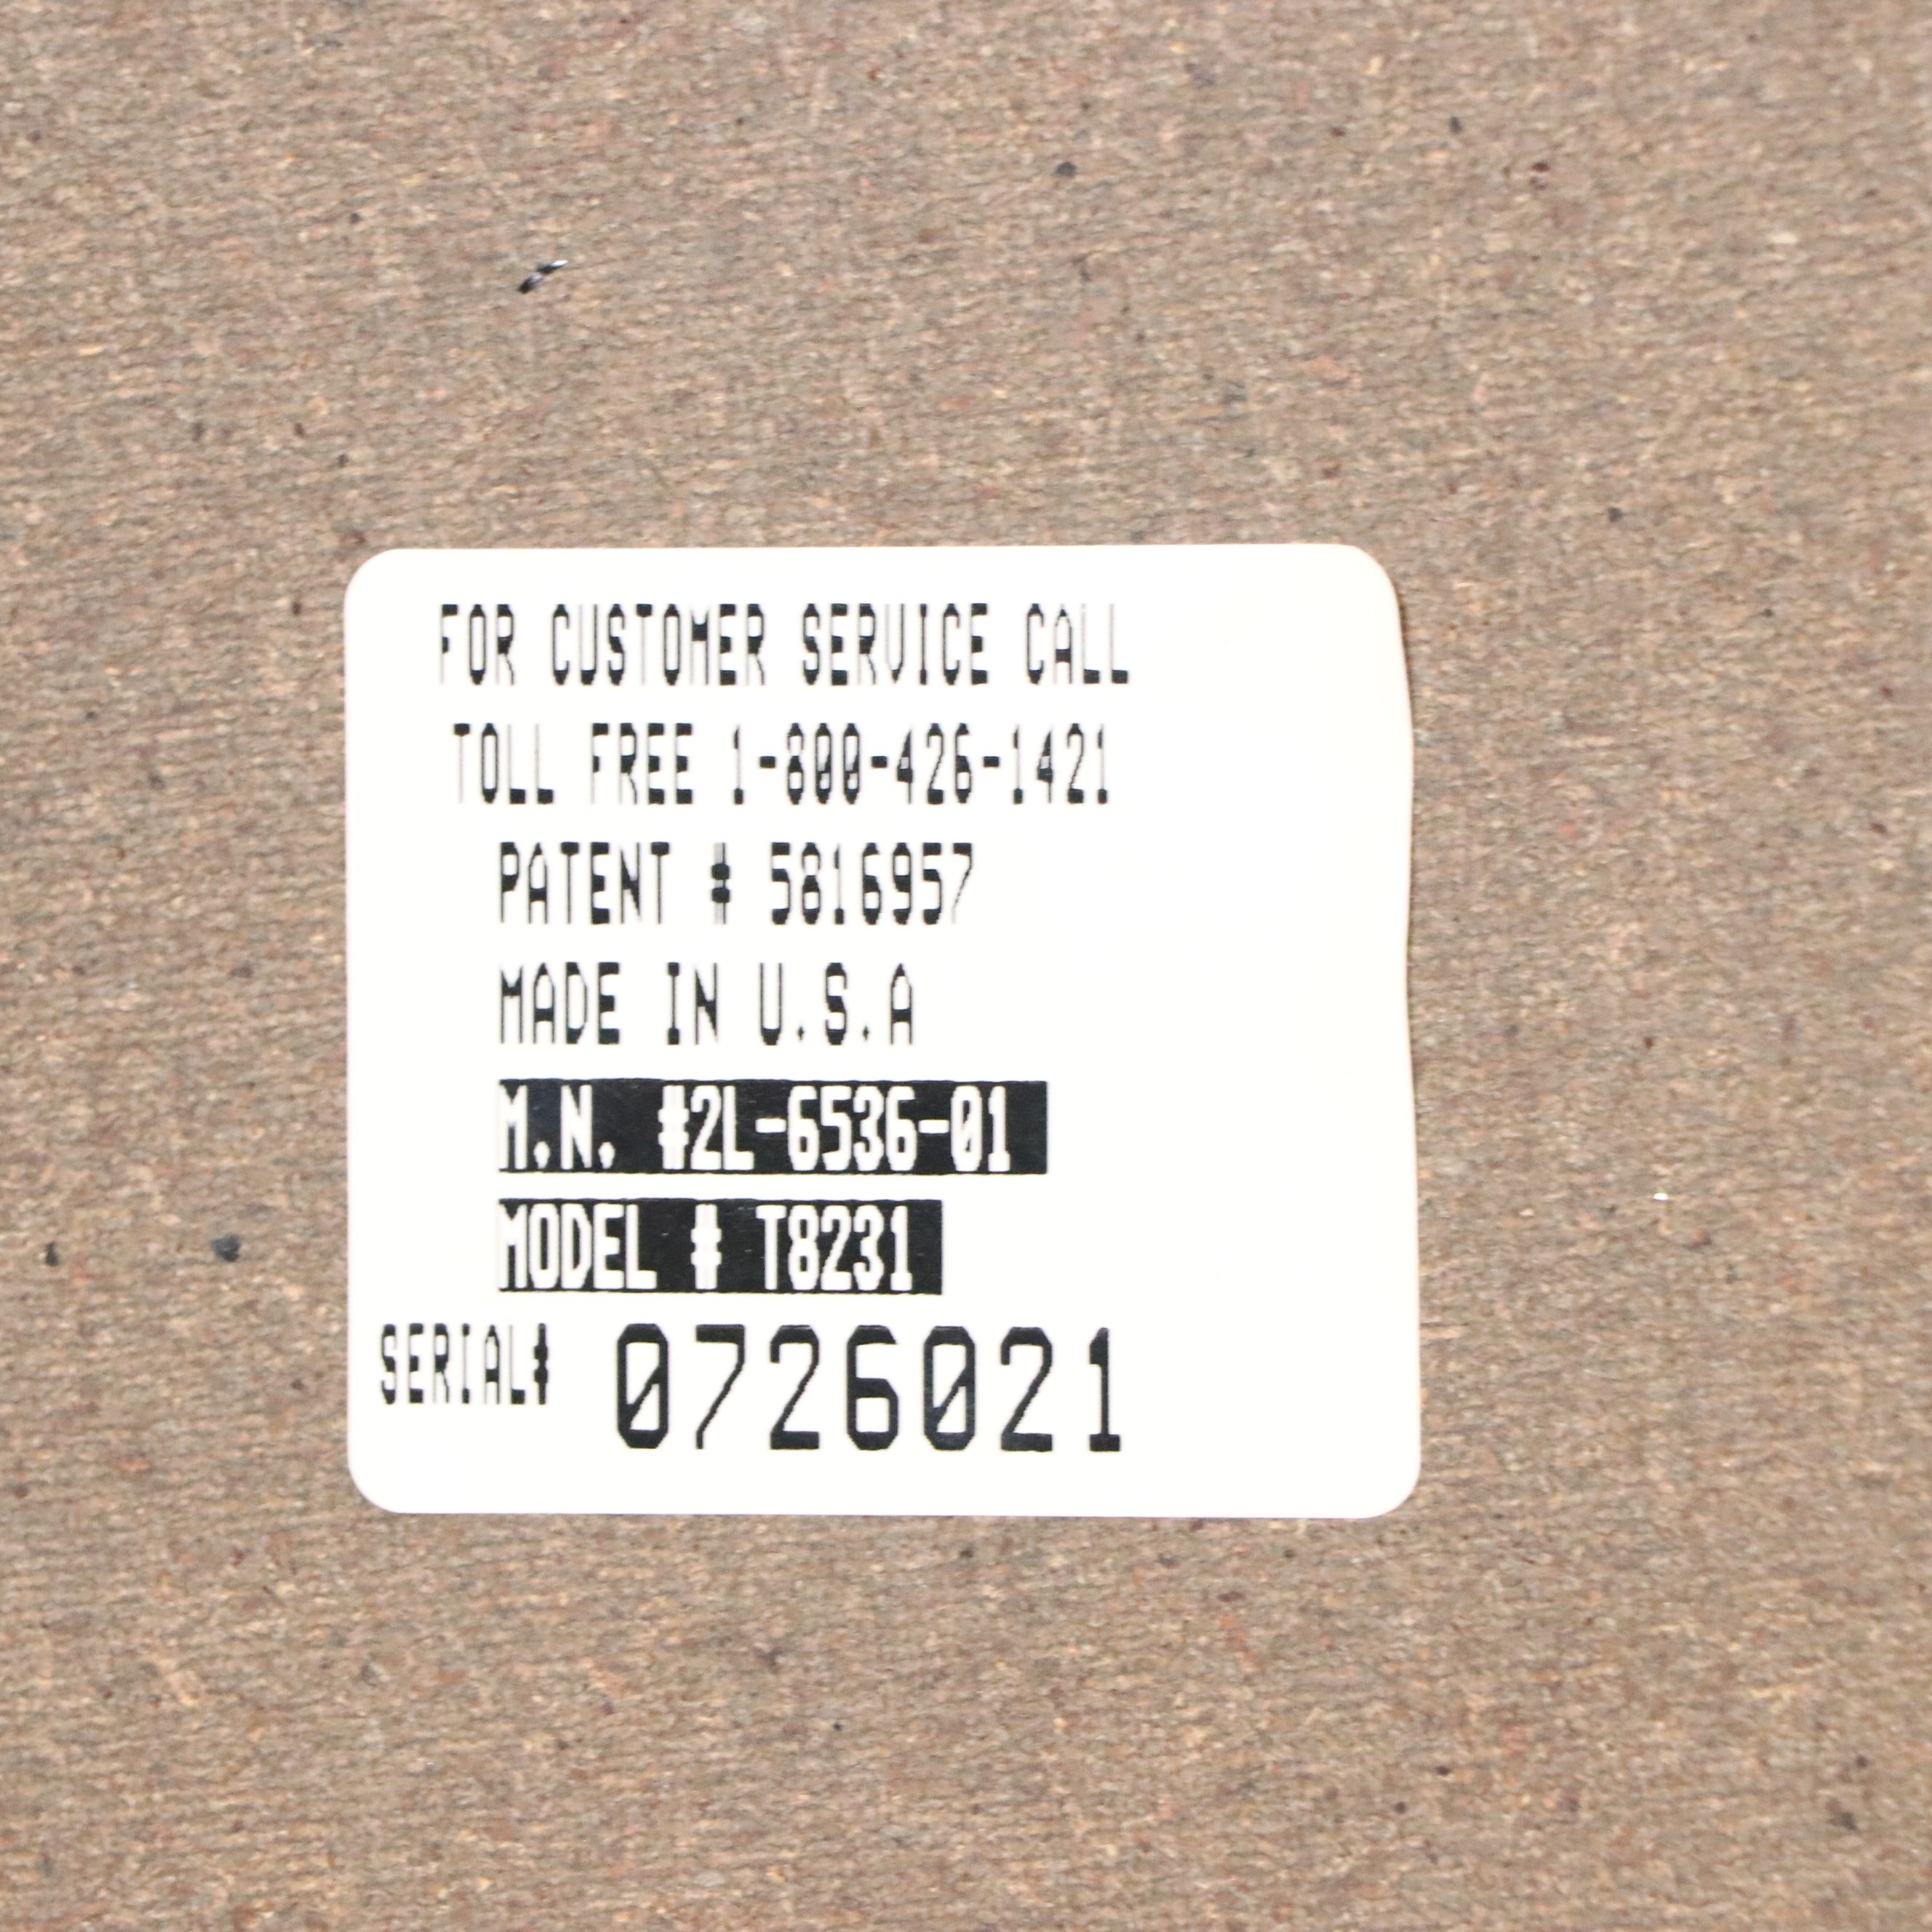 FOR CUSTOMER SERVICE CALL
TOLL FREE 1-800-426-1421
PATENT # 5816957
MADE IN U.S.A
M.N. #2L-6536-01
MODEL # T8231
SERIAL# 0726021